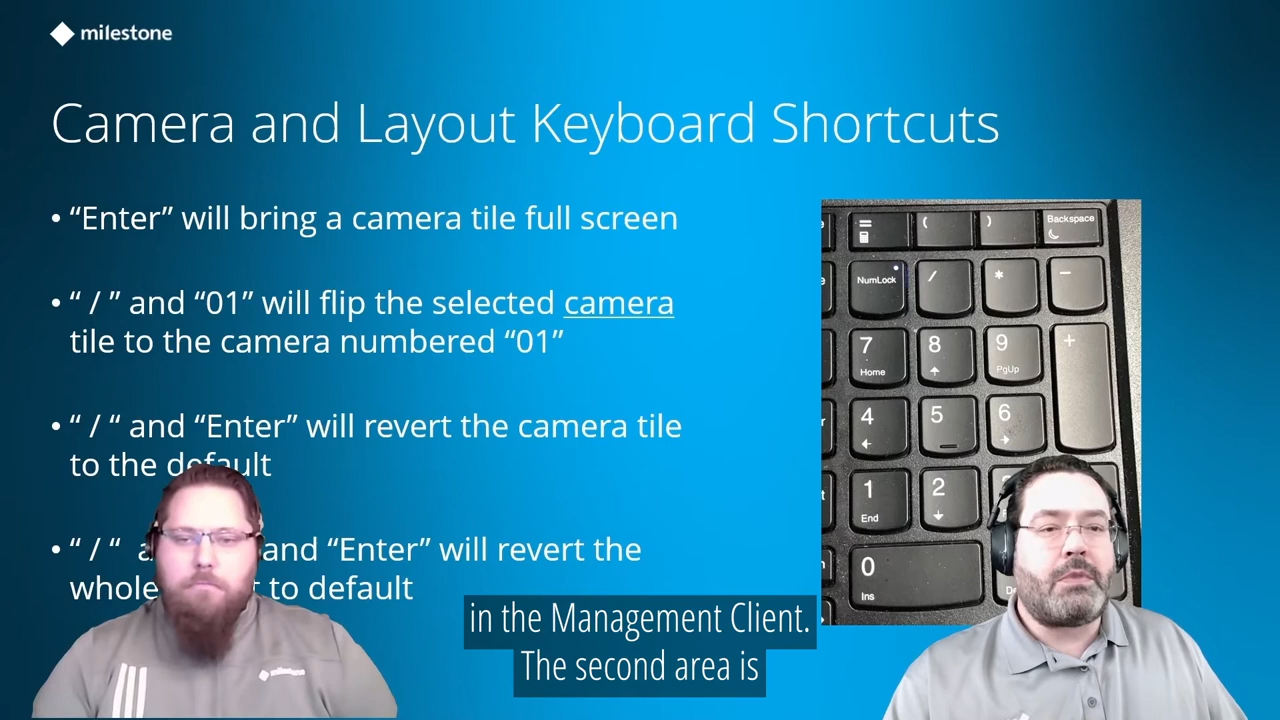 milestone
Camera and Layout Keyboard Shortcuts
• “Enter” will bring a camera tile full screen
• “ / ” and “01” will flip the selected camera
tile to the camera numbered “01”
• “ / “ and “Enter” will revert the camera tile
to the default
• “ / “ and “Enter” will revert the
whole to default
Backspace
( )
NumLock / * -
7 8 9 +
Home PgUp
4 5 6
1 2
End
0
Ins
milestone
in the Management Client.
The second area is